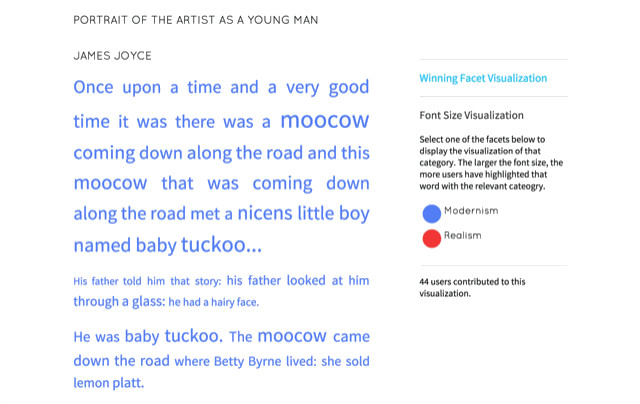 PORTRAIT OF THE ARTIST AS A YOUNG MAN
JAMES JOYCE
Once upon a time and a very good
time it was there was a moocow
coming down along the road and this
moocow that was coming down
along the road met a nicens little boy
named baby tuckoo...
His father told him that story: his father looked at him
through a glass: he had a hairy face.
He was baby tuckoo. The moocow came
down the road where Betty Byrne lived: she sold
lemon platt.
Winning Facet Visualization
Font Size Visualization
Select one of the facets below to
display the visualization of that
category. The larger the font size, the
more users have highlighted that
word with the relevant cateogry.
Modernism
Realism
44 users contributed to this
visualization.